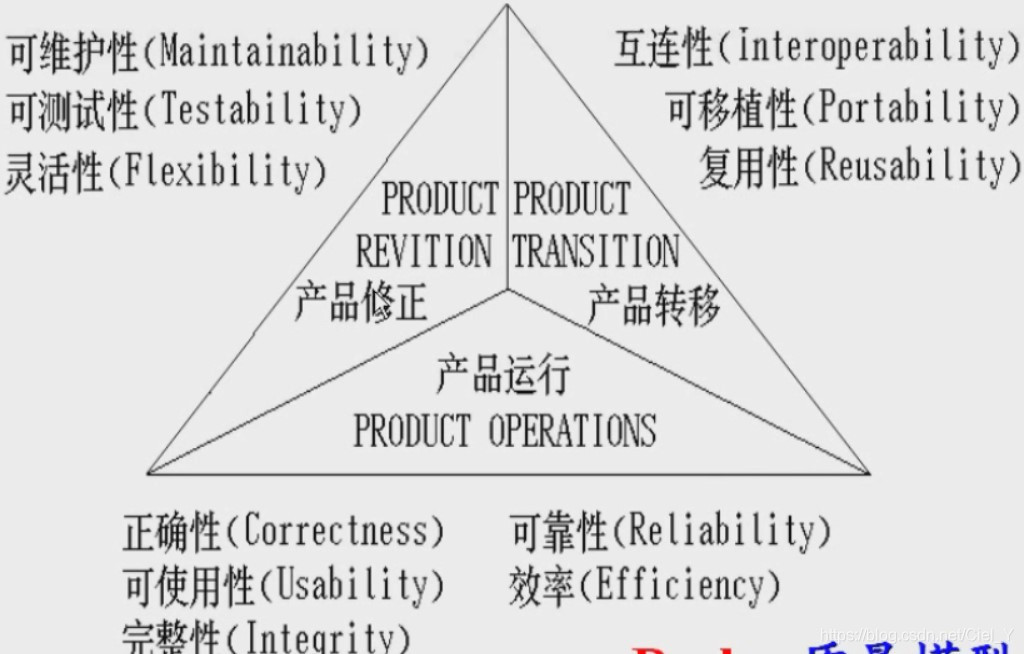 可维护性(Maintainability)
可测试性(Testability)
灵活性(Flexibility)
互连性(Interoperability)
可移植性(Portability)
复用性(Reusability)
PRODUCT
REVITION
产品修正
PRODUCT
TRANSITION
产品转移
产品运行
PRODUCT OPERATIONS
正确性(Correctness)
可靠性(Reliability)
可使用性(Usability)
效率(Efficiency)
完整性(Integrity)
https://blog.csdn.net/Ciel_Y
质量模型